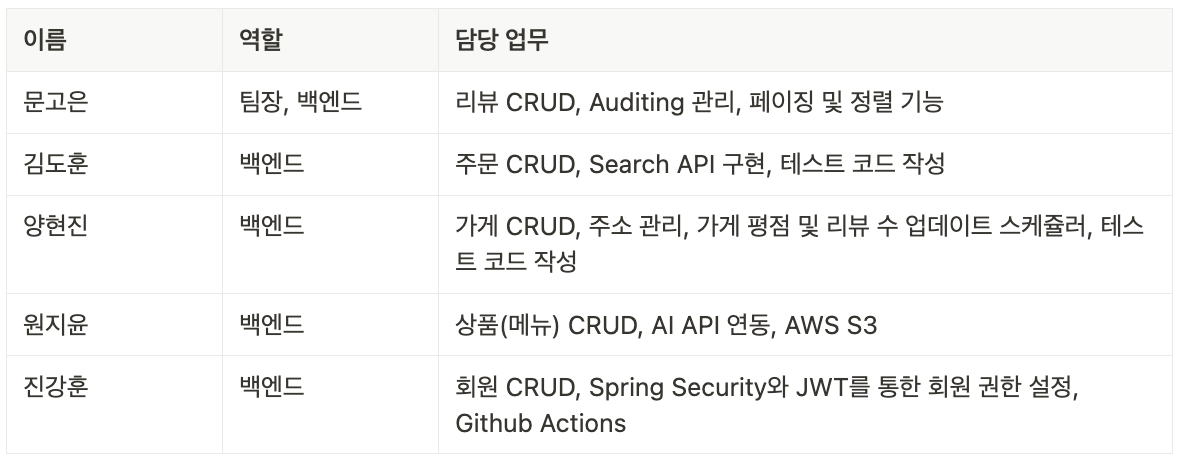 이름 역할 담당 업무
문고은 팀장, 백엔드 리뷰 CRUD, Auditing 관리, 페이징 및 정렬 기능
김도훈 백엔드 주문 CRUD, Search API 구현, 테스트 코드 작성
양현진 백엔드 가게 CRUD, 주소 관리, 가게 평점 및 리뷰 수 업데이트 스케쥴러, 테스
트 코드 작성
원지윤 백엔드 상품(메뉴) CRUD, AI API 연동, AWS S3
진강훈 백엔드 회원 CRUD, Spring Security와 JWT를 통한 회원 권한 설정,
Github Actions